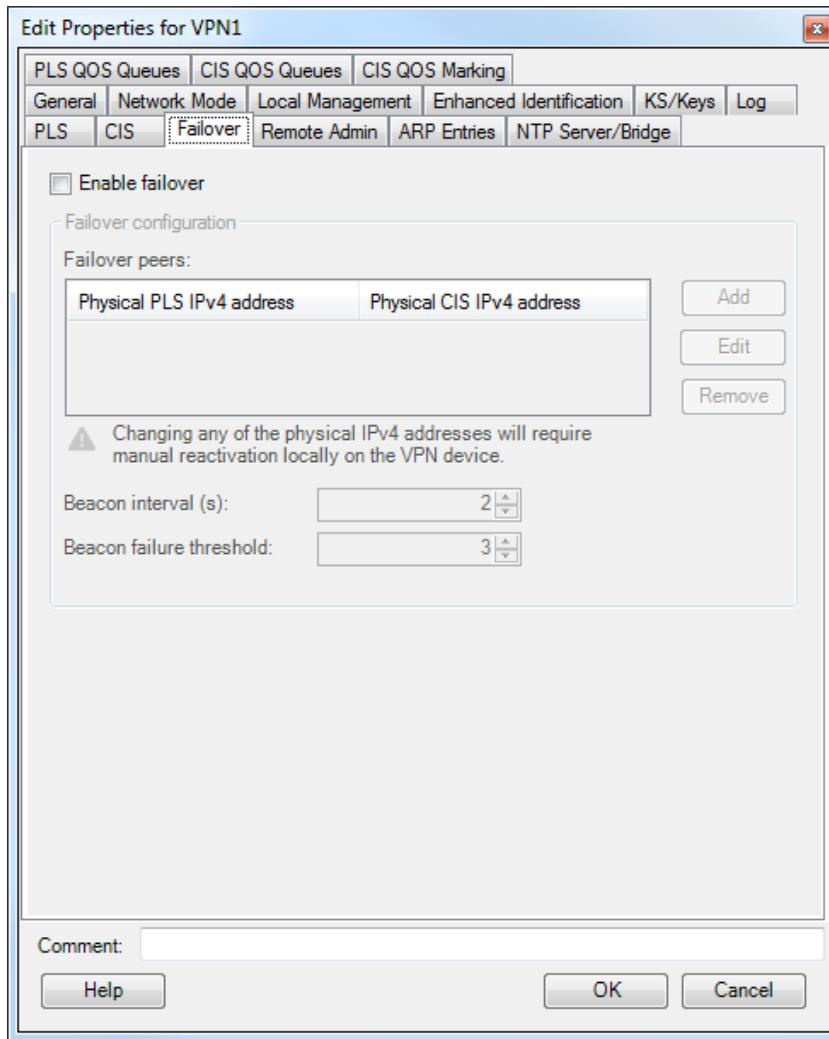 Edit Properties for VPN1
PLS QOS Queues CIS QOS Queues CIS QOS Marking
General Network Mode Local Management Enhanced Identification KS/Keys Log
PLS CIS Failover Remote Admin ARP Entries NTP Server/Bridge
Enable failover
Failover configuration
Failover peers:
Physical PLS IPv4 address Physical CIS IPv4 address
Add
Edit
Remove
Changing any of the physical IPv4 addresses will require
manual reactivation locally on the VPN device.
Beacon interval (s): 2
Beacon failure threshold: 3
Comment:
Help OK Cancel